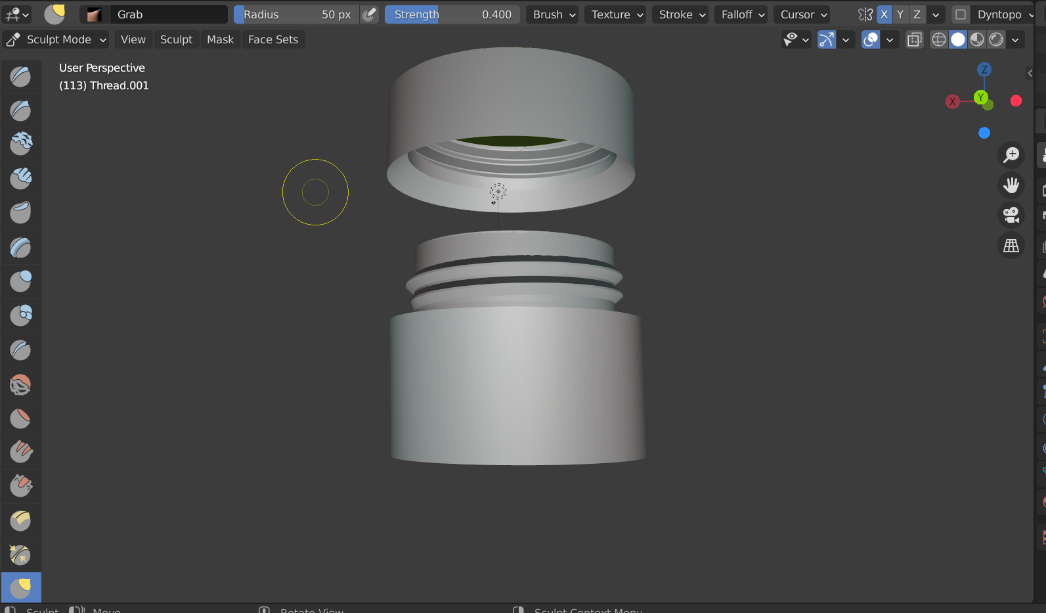 Grab Radius 50 px Strength 0.400 Brush Texture Stroke Falloff Cursor X Y Z Dyntopo
Sculpt Mode View Sculpt Mask Face Sets
User Perspective
(113) Thread.001
Z
X Y
Sculpt Move Rotate View Sculpt Context Menu